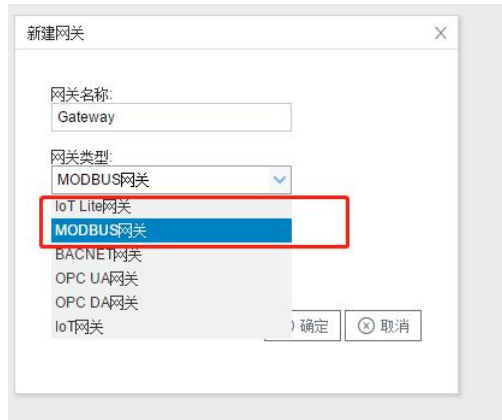 新建网关
网关名称:
Gateway
网关类型:
MODBUS网关
IoT Lite网关
MODBUS网关
BACNET网关
OPC UA网关
OPC DA网关
IoT网关
确定
取消